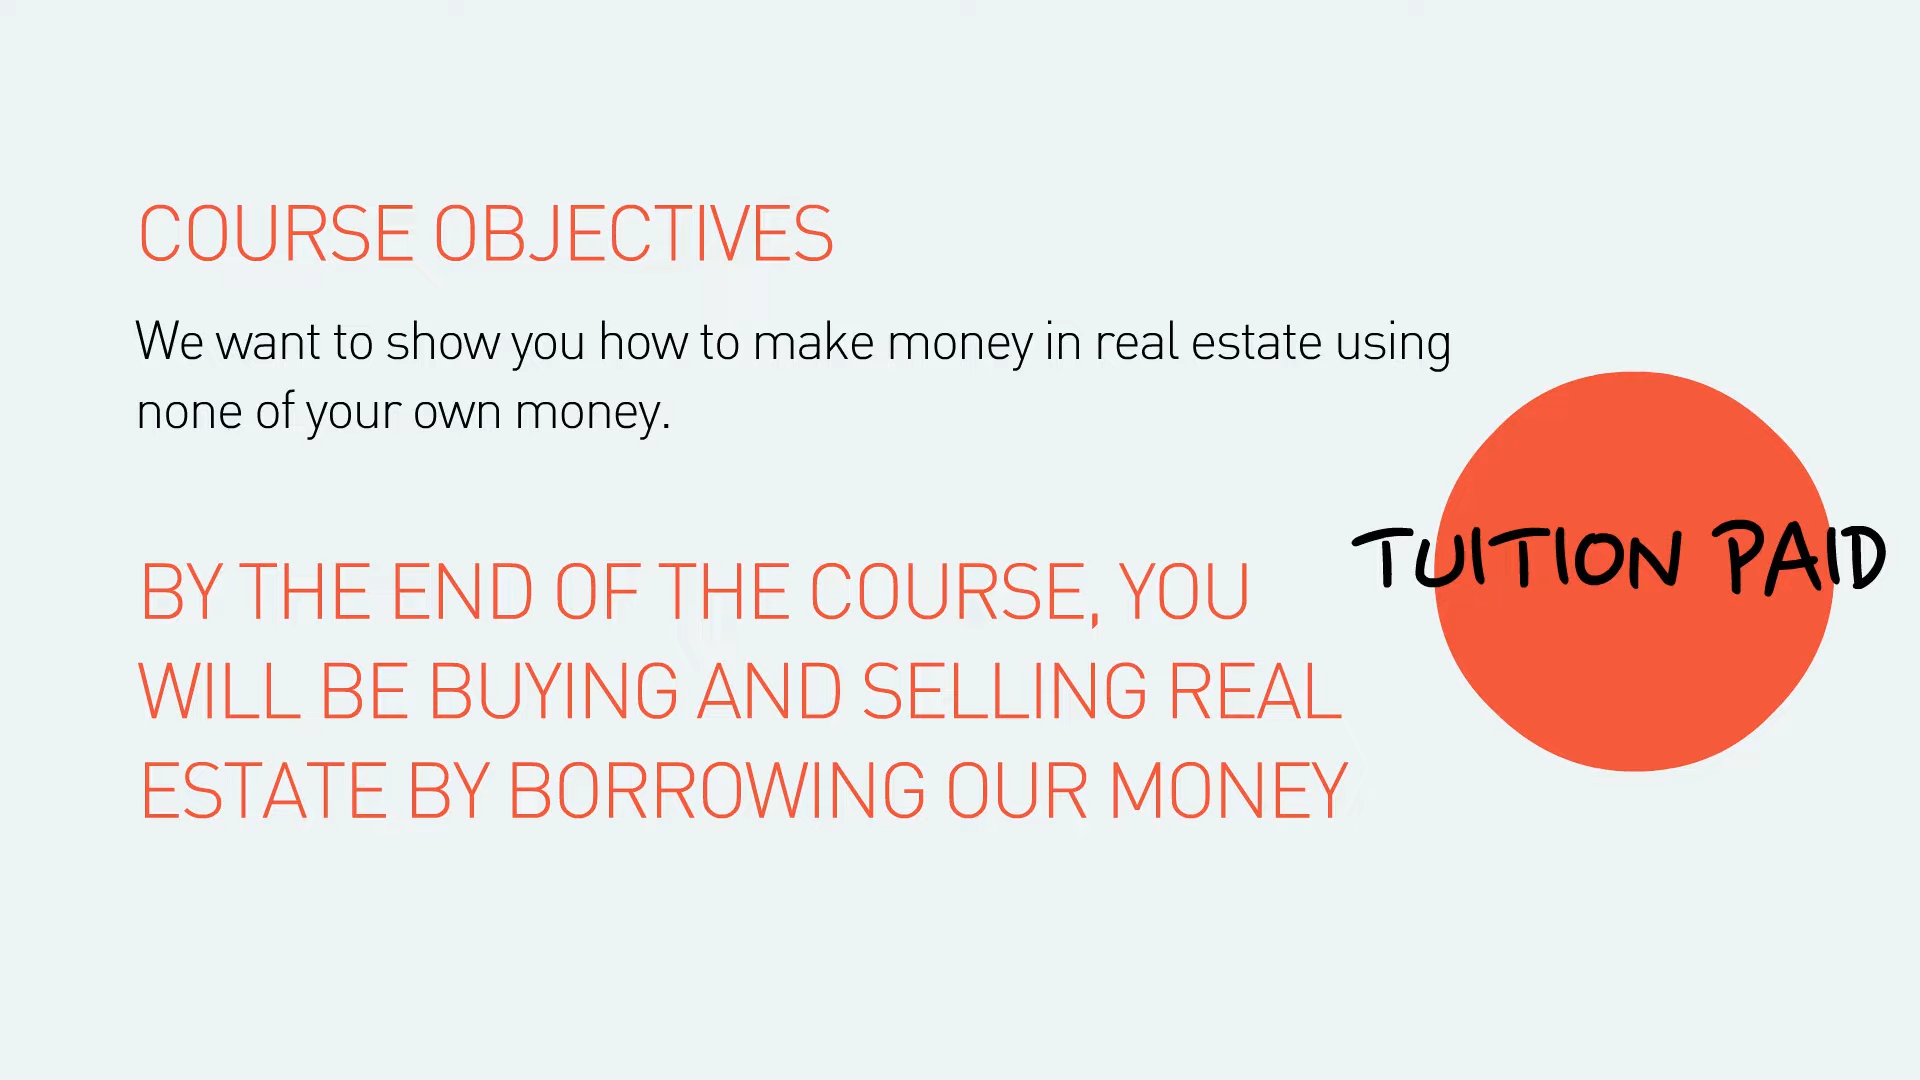 COURSE OBJECTIVES
We want to show you how to make money in real estate using
none of your own money.
TUITION PAID
BY THE END OF THE COURSE, YOU
WILL BE BUYING AND SELLING REAL
ESTATE BY BORROWING OUR MONEY